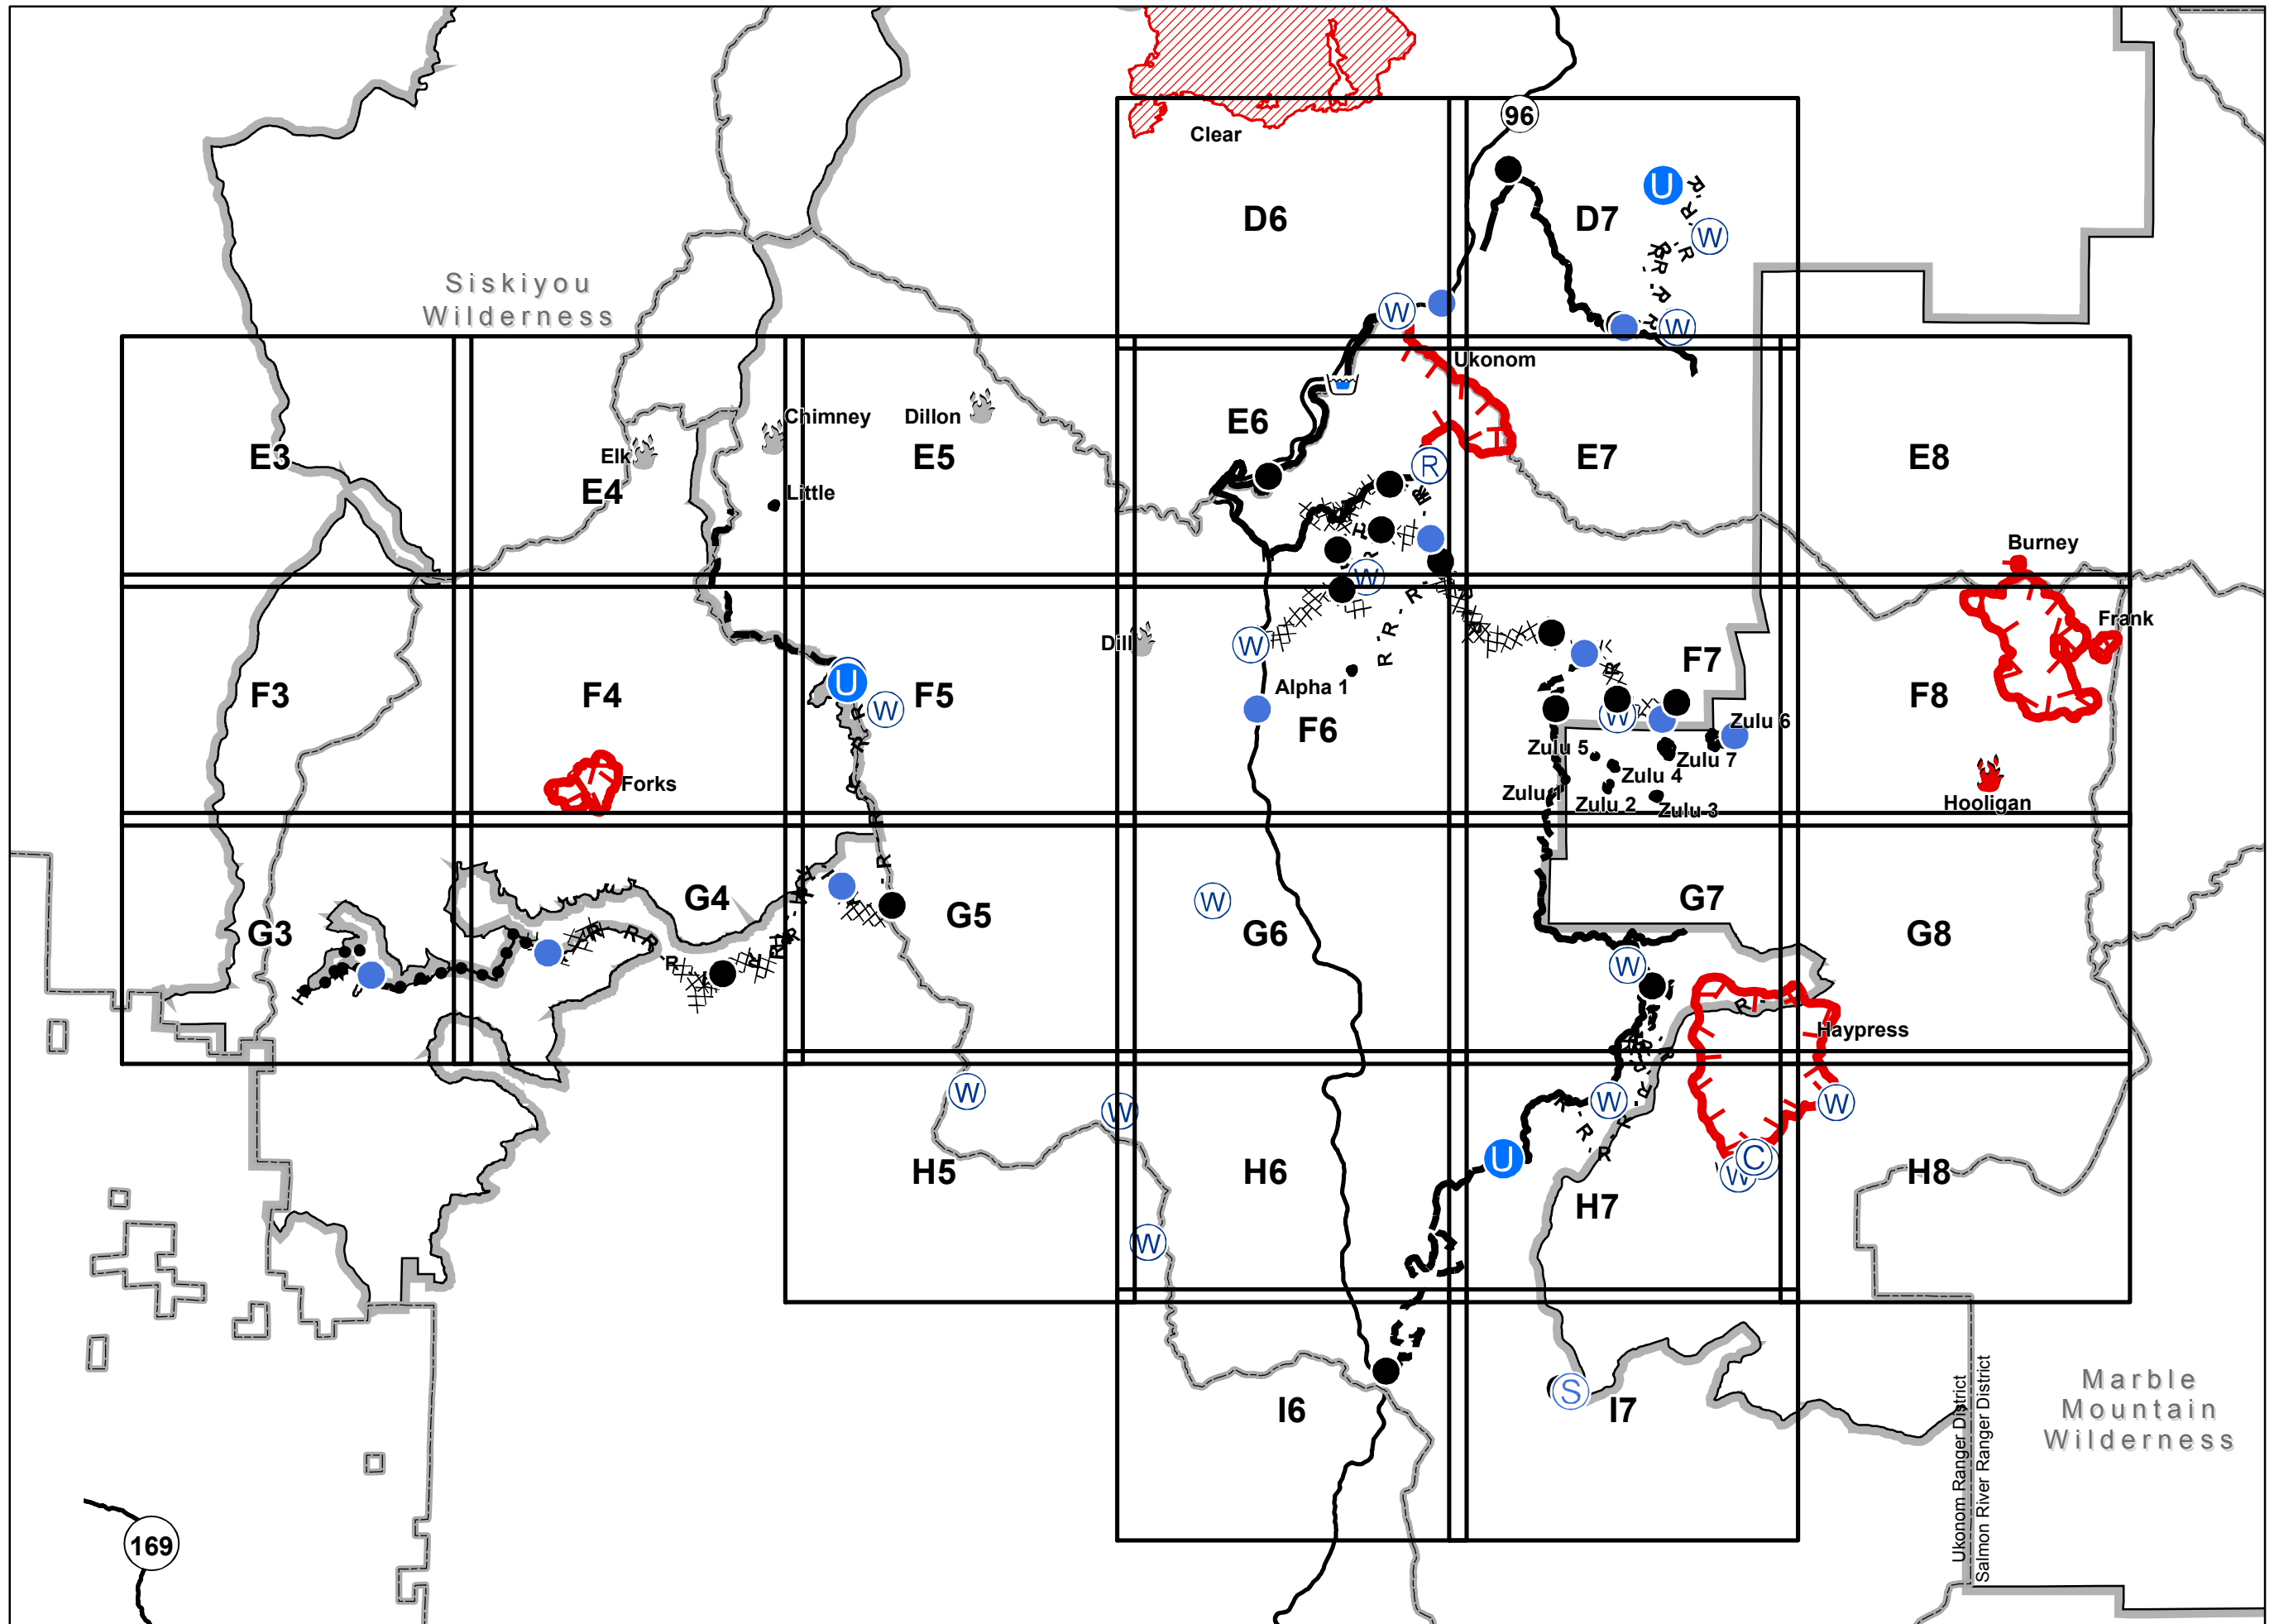 96
Clear
U
D6
D7
W
Siskiyou
Wilderness
W
W
Ukonom
Chimney
Dillon
E6
Elk
E3
E5
E7
E8
R
E4
Little
Burney
W
Frank
Dill
W
F7
U
Alpha 1
F3
F4
F5
F8
W
W
F6
Zulu 6
Zulu 5
Zulu 7
Zulu 4
Forks
Zulu 1
Zulu 2
Zulu 3
Hooligan
G4
G7
W
G5
G3
G6
G8
W
Haypress
W
W
W
W
U
C
W
H5
H6
H8
H7
W
S
I6
I7
Marble
Mountain
Wilderness
Ukonom Ranger District
Salmon River Ranger District
169